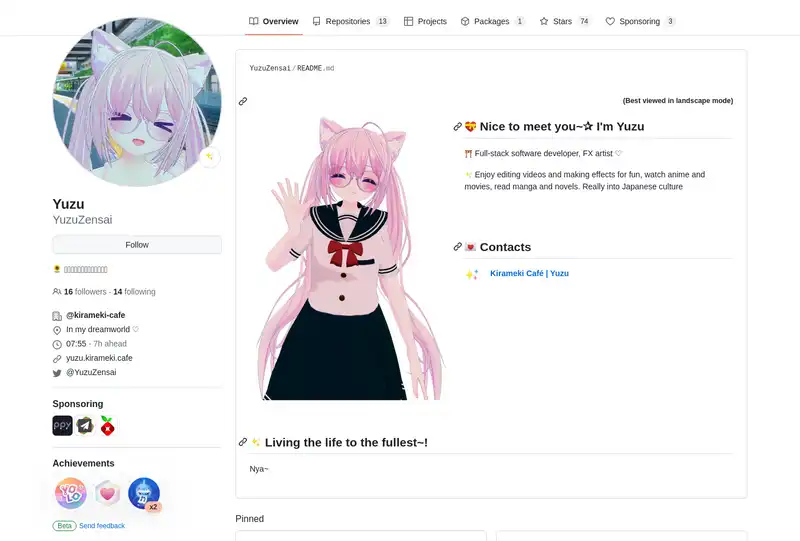 Overview
Repositories 13
Projects
Packages 1
Stars 74
Sponsoring 3
YuzuZensai / README.md
(Best viewed in landscape mode)
💝 Nice to meet you~✰ I'm Yuzu
⛩️ Full-stack software developer, FX artist ♡
✨ Enjoy editing videos and making effects for fun, watch anime and
movies, read manga and novels. Really into Japanese culture
💌 Contacts
✨ Kirameki Café | Yuzu
✨ Living the life to the fullest~!
Nya~
Yuzu
YuzuZensai
Follow
16 followers · 14 following
@kirameki-cafe
In my dreamworld ♡
07:55 - 7h ahead
yuzu.kirameki.cafe
@YuzuZensai
Sponsoring
PPY
Achievements
YOLO
x2
Beta Send feedback
Pinned